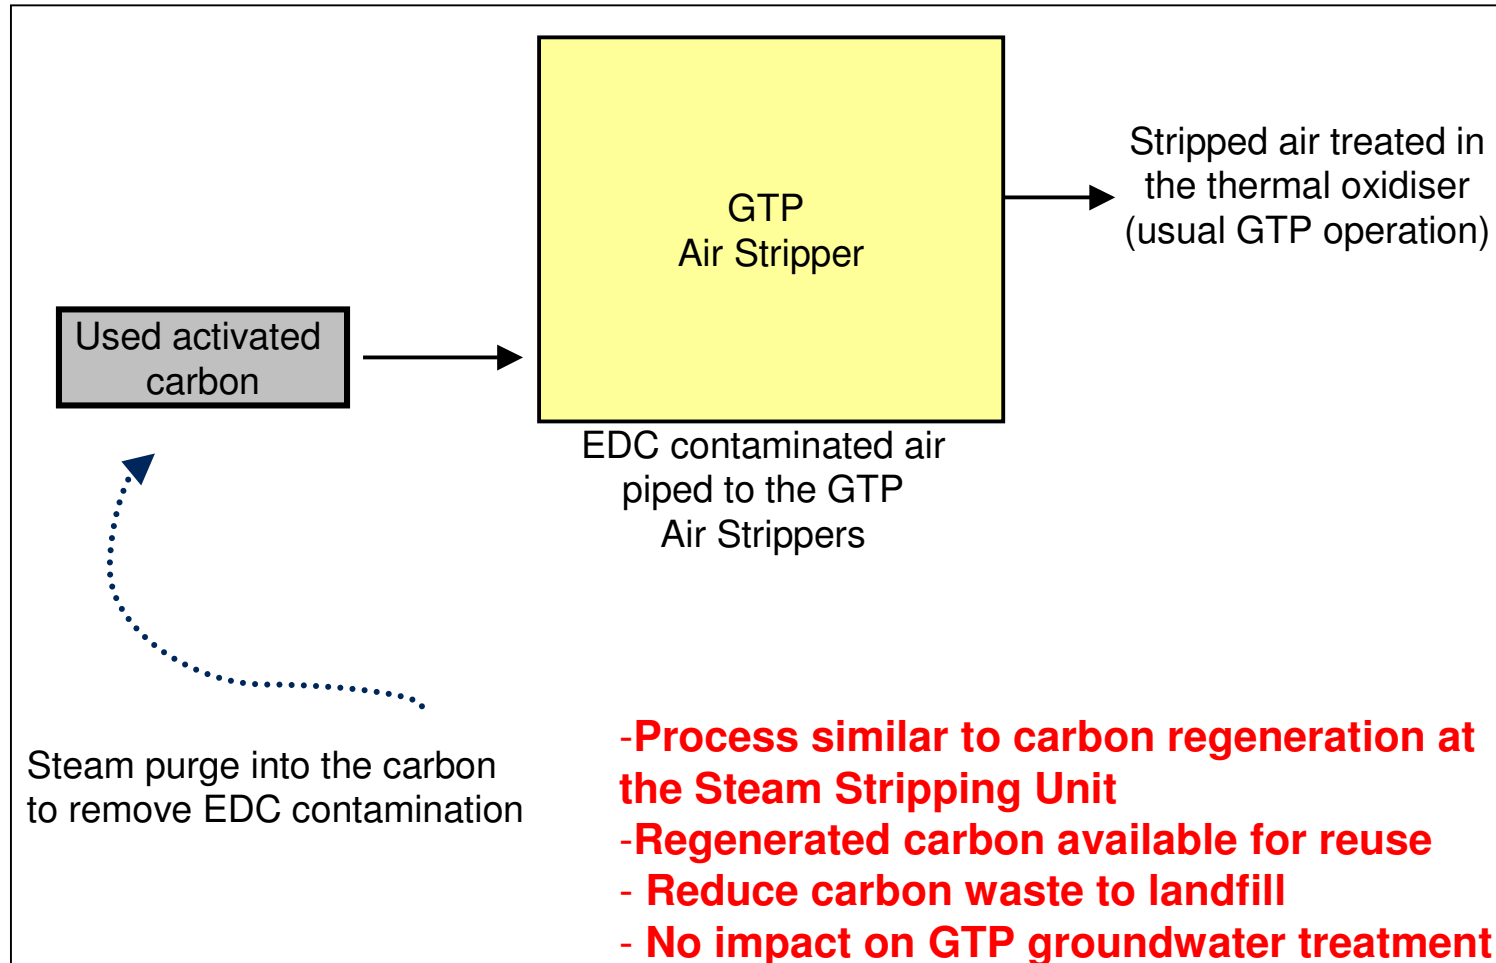 GTP
Air Stripper
Stripped air treated in
the thermal oxidiser
(usual GTP operation)
Used activated
carbon
EDC contaminated air
piped to the GTP
Air Strippers
Steam purge into the carbon
to remove EDC contamination
-Process similar to carbon regeneration at
the Steam Stripping Unit
-Regenerated carbon available for reuse
- Reduce carbon waste to landfill
- No impact on GTP groundwater treatment